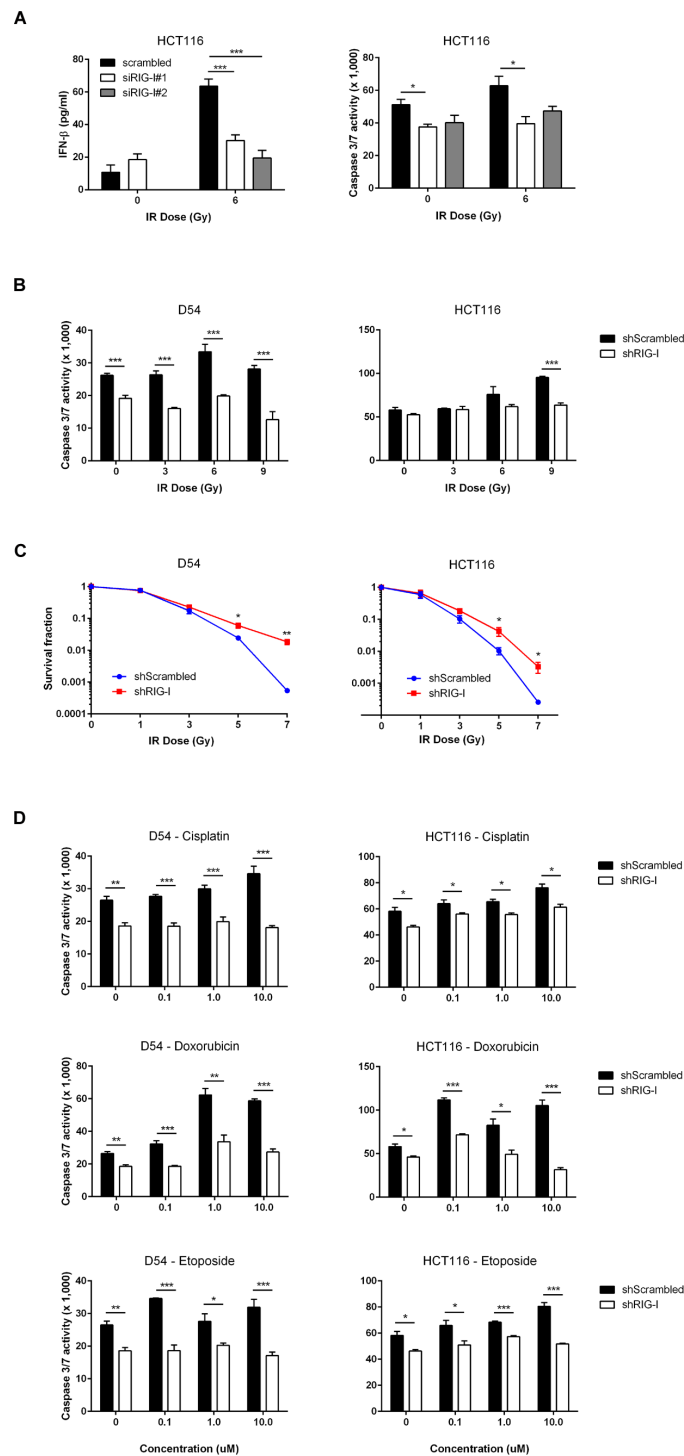 A
HCT116
scrambled
siRIG-I#1
siRIG-I#2
***
***
IFN-β (pg/ml)
80
60
40
20
0
0 6
IR Dose (Gy)
HCT116
* *
Caspase 3/7 activity (x 1,000)
80
60
40
20
0
0 6
IR Dose (Gy)
B
D54
*** *** *** ***
Caspase 3/7 activity (x 1,000)
40
30
20
10
0
0 3 6 9
IR Dose (Gy)
HCT116
***
150
100
50
0
0 3 6 9
IR Dose (Gy)
shScrambled
shRIG-I
C
D54
Survival fraction
1
0.1
0.01
0.001
0.0001
* **
shScrambled
shRIG-I
0 1 3 5 7
IR Dose (Gy)
HCT116
1
0.1
0.01
0.001
* *
shScrambled
shRIG-I
0 1 3 5 7
IR Dose (Gy)
D
D54 - Cisplatin
** *** *** ***
Caspase 3/7 activity (x 1,000)
40
30
20
10
0
0 0.1 1.0 10.0
HCT116 - Cisplatin
* * * *
100
80
60
40
20
0
0 0.1 1.0 10.0
shScrambled
shRIG-I
D54 - Doxorubicin
** *** ** ***
Caspase 3/7 activity (x 1,000)
80
60
40
20
0
0 0.1 1.0 10.0
HCT116 - Doxorubicin
* *** * ***
150
100
50
0
0 0.1 1.0 10.0
shScrambled
shRIG-I
D54 - Etoposide
** *** * ***
Caspase 3/7 activity (x 1,000)
40
30
20
10
0
0 0.1 1.0 10.0
Concentration (uM)
HCT116 - Etoposide
* * *** ***
100
80
60
40
20
0
0 0.1 1.0 10.0
Concentration (uM)
shScrambled
shRIG-I